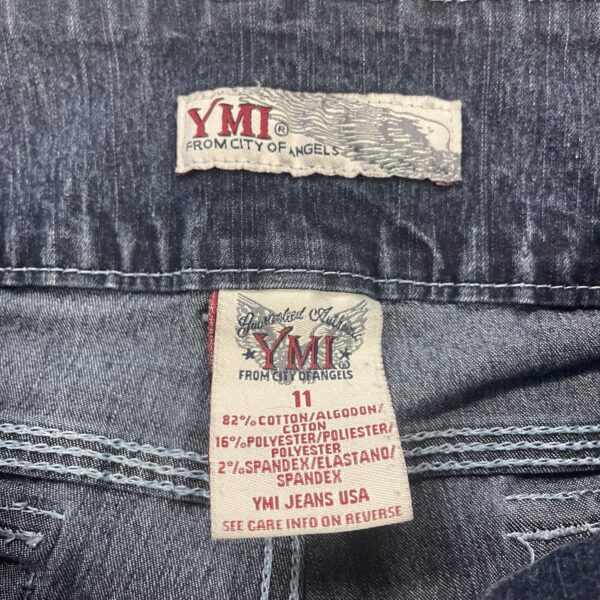 YMI®
FROM CITY OF ANGELS
Guaranteed Authentic
YMI®
FROM CITY OF ANGELS
11
82%COTTON/ALGODON/
COTON
16%POLYESTER/POLIESTER/
POLYESTER
2%SPANDEX/ELASTANO/
SPANDEX
YMI JEANS USA
SEE CARE INFO ON REVERSE